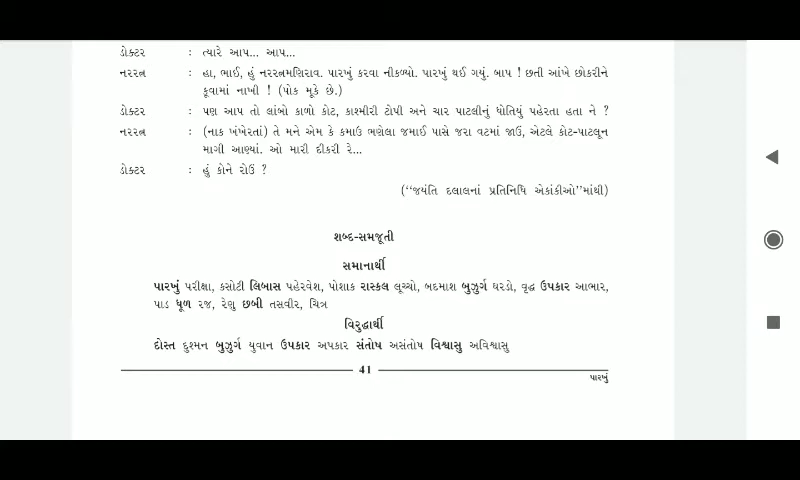 ડોક્ટર : ત્યારે આપ... આપ...
નરરત્ન : હા, ભાઈ, હું નરરત્નમણિરાવ. પારખું કરવા નીકળ્યો. પારખું થઈ ગયું. બાપ ! છતી આંખે છોકરીને
કૂવામાં નાખી ! (પોક મૂકે છે.)
ડોક્ટર : પણ આપ તો લાંબો કાળો કોટ, કાશ્મીરી ટોપી અને ચાર પાટલીનું ધોતિયું પહેરતા હતા ને ?
નરરત્ન : (નાક ખંખેરતાં) તે મને એમ કે કમાઉ ભણેલા જમાઈ પાસે જરા વટમાં જાઉં, એટલે કોટ-પાટલૂન
માગી આણ્યાં. ઓ મારી દીકરી રે...
ડોક્ટર : હું કોને રોઉં ?
(‘‘જયંતિ દલાલનાં પ્રતિનિધિ એકાંકીઓ’’માંથી)
શબ્દ-સમજૂતી
સમાનાર્થી
પારખું પરીક્ષા, કસોટી લિબાસ પહેરવેશ, પોશાક રાસ્કલ લૂચ્ચો, બદમાશ બુઝુર્ગ ઘરડો, વૃદ્ધ ઉપકાર આભાર,
પાડ ધૂળ રજ, રેણુ છબી તસવીર, ચિત્ર
વિરુદ્ધાર્થી
દોસ્ત દુશ્મન બુઝુર્ગ યુવાન ઉપકાર અપકાર સંતોષ અસંતોષ વિશ્વાસુ અવિશ્વાસુ
41
પારખું